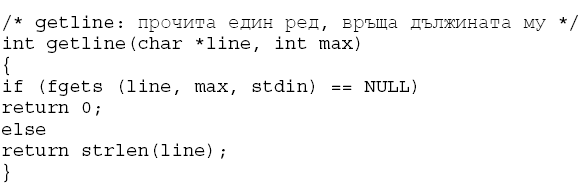 /* getline: прочита един ред, връща дължината му */
int getline(char *line, int max)
{
if (fgets (line, max, stdin) == NULL)
return 0;
else
return strlen(line);
}